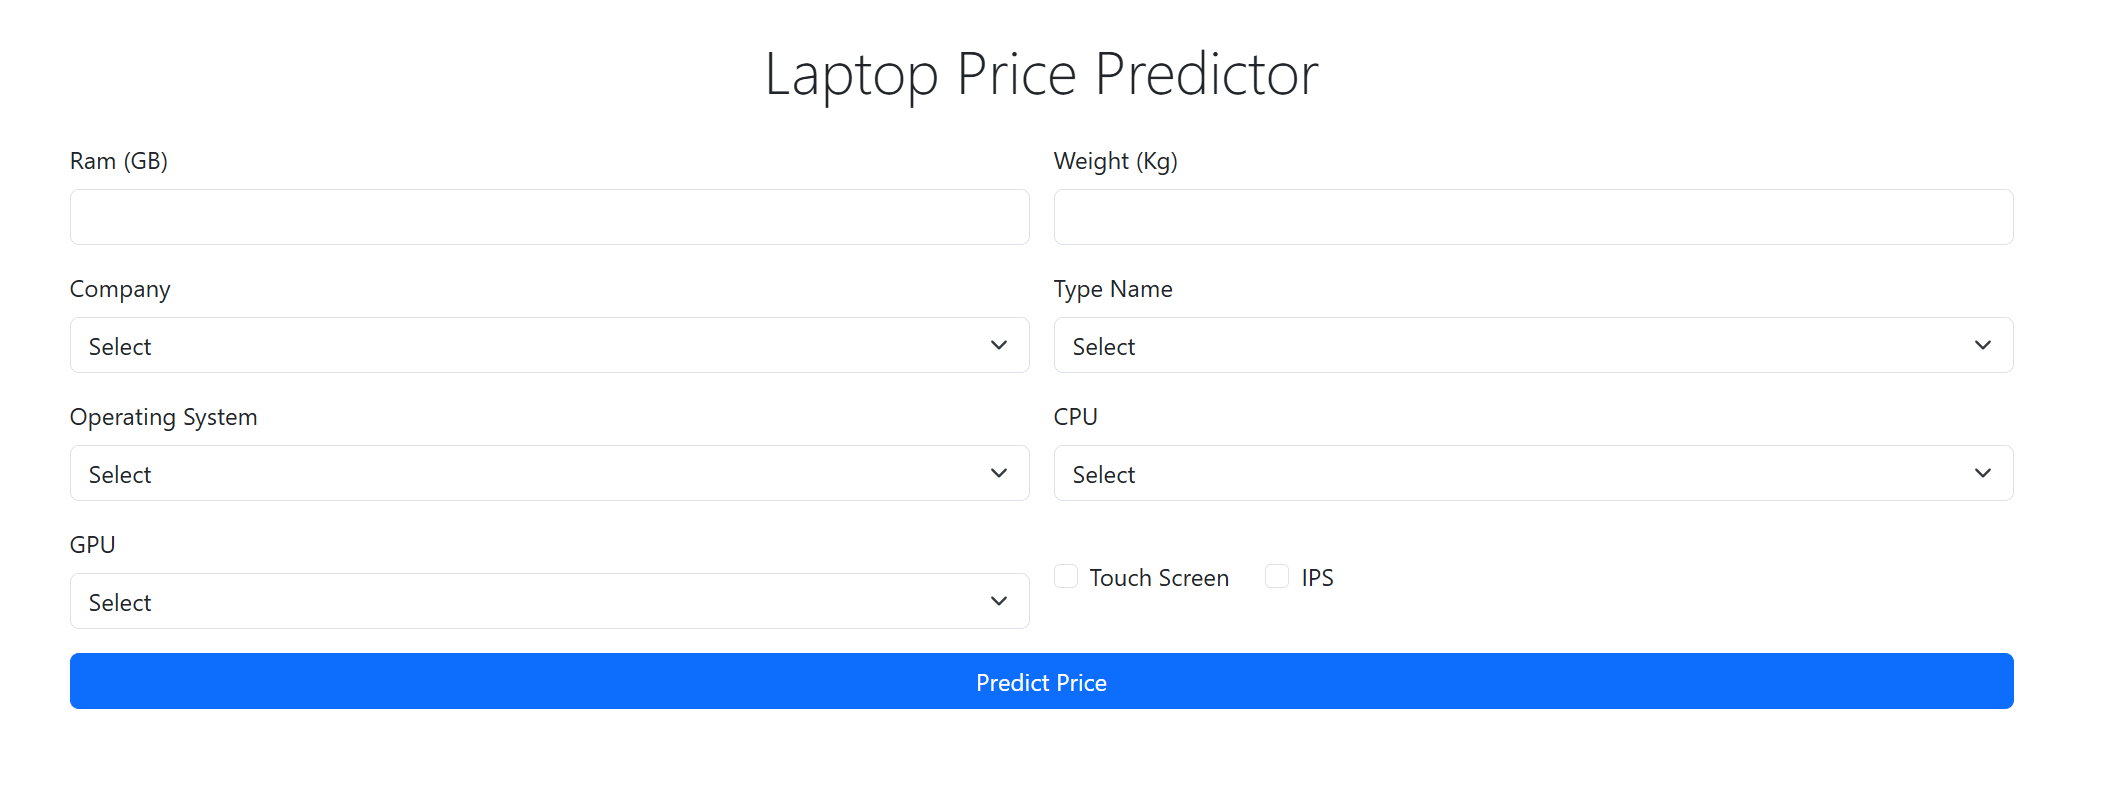 Laptop Price Predictor
Ram (GB)
Weight (Kg)
Company
Type Name
Select
Select
Operating System
CPU
Select
Select
GPU
Select
Touch Screen
IPS
Predict Price